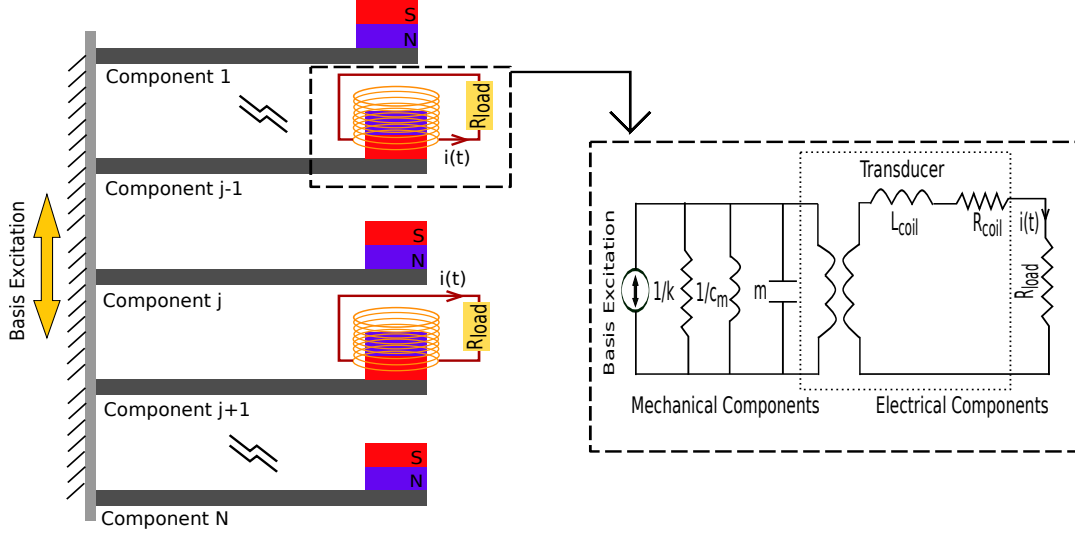 S
N
Component 1
Rload
i(t)
Component j-1
Basis Excitation
S
N
Component j
i(t)
Rload
Component j+1
S
N
Component N
Transducer
Lcoil
Rcoil
i(t)
Basis Excitation
1/k
1/cm
m
Rload
Mechanical Components
Electrical Components